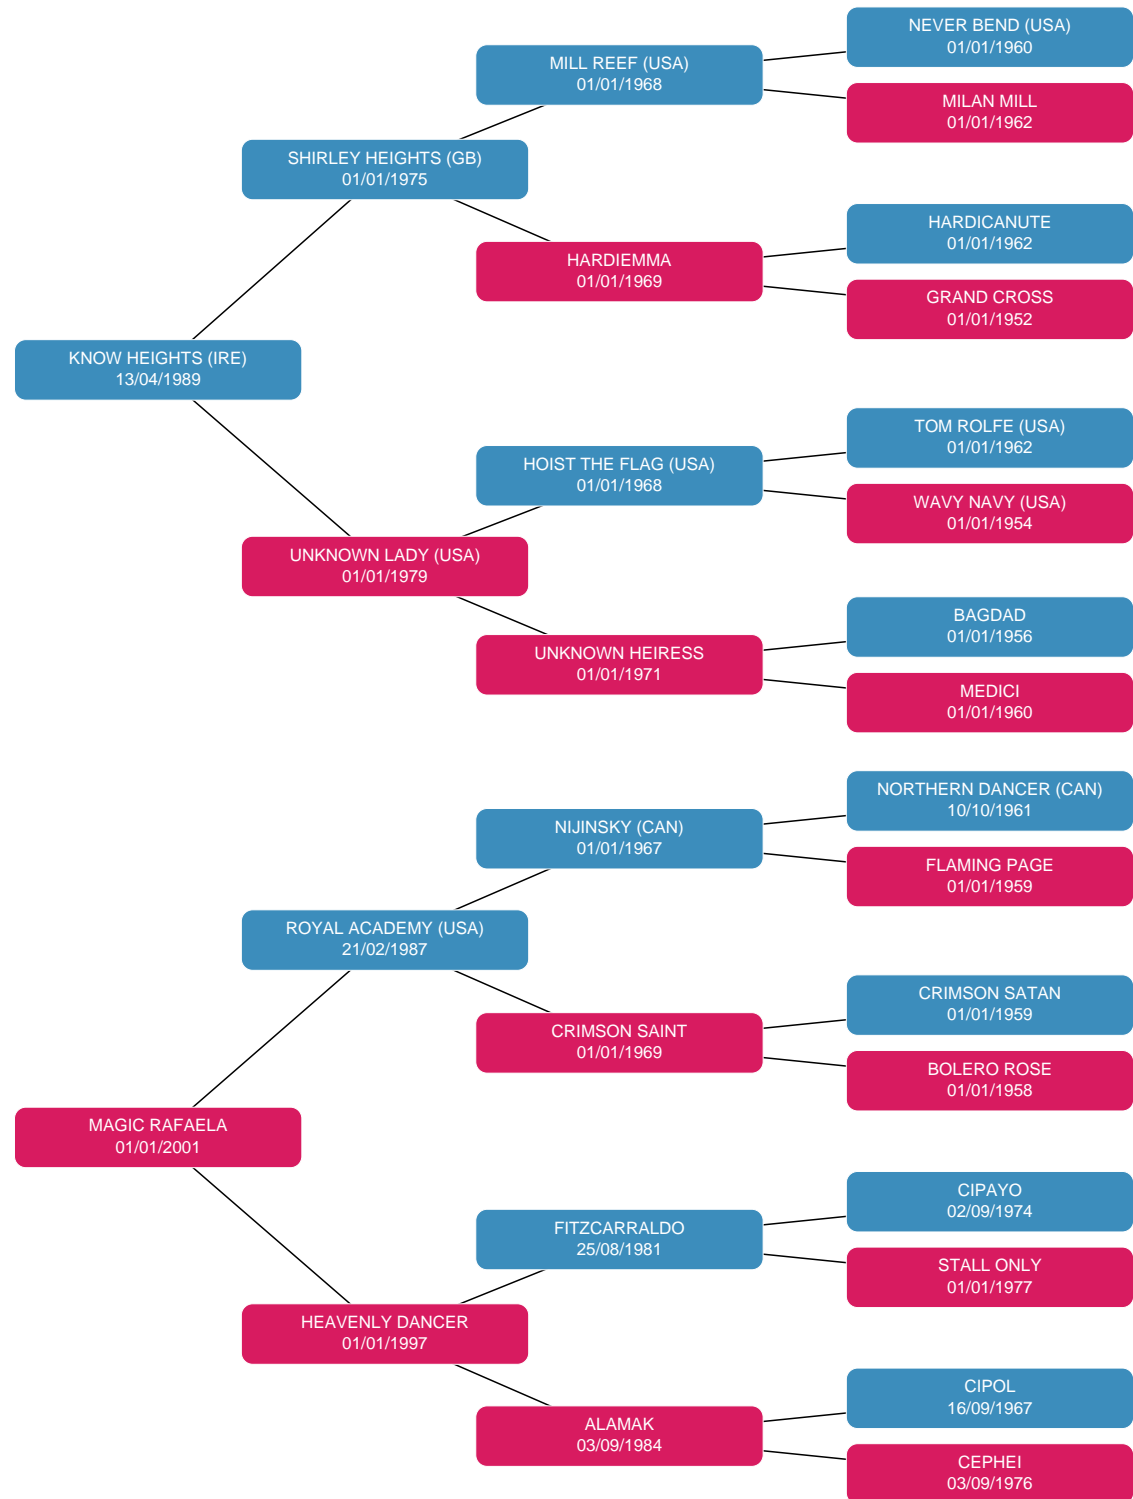 NEVER BEND (USA)
01/01/1960
MILL REEF (USA)
01/01/1968
MILAN MILL
01/01/1962
SHIRLEY HEIGHTS (GB)
01/01/1975
HARDICANUTE
01/01/1962
HARDIEMMA
01/01/1969
GRAND CROSS
01/01/1952
KNOW HEIGHTS (IRE)
13/04/1989
TOM ROLFE (USA)
01/01/1962
HOIST THE FLAG (USA)
01/01/1968
WAVY NAVY (USA)
01/01/1954
UNKNOWN LADY (USA)
01/01/1979
BAGDAD
01/01/1956
UNKNOWN HEIRESS
01/01/1971
MEDICI
01/01/1960
NORTHERN DANCER (CAN)
10/10/1961
NIJINSKY (CAN)
01/01/1967
FLAMING PAGE
01/01/1959
ROYAL ACADEMY (USA)
21/02/1987
CRIMSON SATAN
01/01/1959
CRIMSON SAINT
01/01/1969
BOLERO ROSE
01/01/1958
MAGIC RAFAELA
01/01/2001
CIPAYO
02/09/1974
FITZCARRALDO
25/08/1981
STALL ONLY
01/01/1977
HEAVENLY DANCER
01/01/1997
CIPOL
16/09/1967
ALAMAK
03/09/1984
CEPHEI
03/09/1976